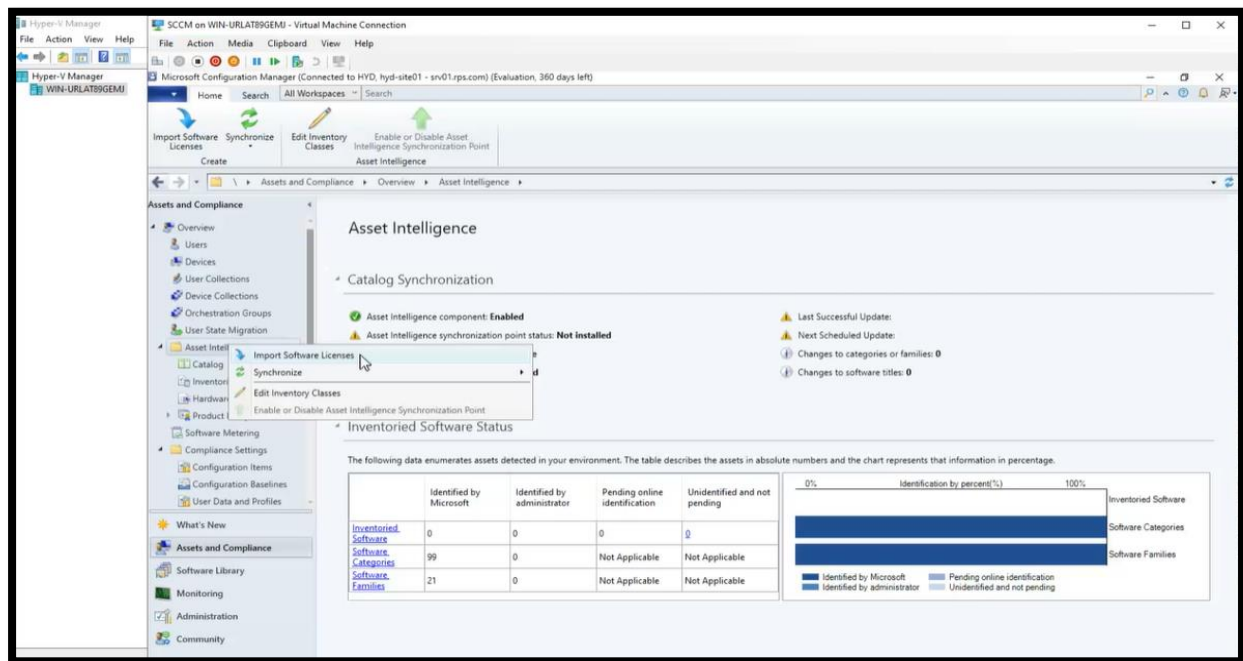 Hyper-V Manager
File Action View Help
Hyper-V Manager
WIN-URLAT89GEMJ
SCCM on WIN-URLAT89GEMJ - Virtual Machine Connection
File Action Media Clipboard View Help
Microsoft Configuration Manager (Connected to HYD, hyd-site01 - srv01.rps.com) (Evaluation, 360 days left)
Home Search All Workspaces Search
Import Software Licenses
Synchronize
Edit Inventory Classes
Enable or Disable Asset Intelligence Synchronization Point
Create
Asset Intelligence
\ Assets and Compliance Overview Asset Intelligence
Assets and Compliance
Overview
Users
Devices
User Collections
Device Collections
Orchestration Groups
User State Migration
Asset Intell
Catalog
Inventori
Hardwar
Product
Software Metering
Compliance Settings
Configuration Items
Configuration Baselines
User Data and Profiles
What's New
Assets and Compliance
Software Library
Monitoring
Administration
Community
Import Software Licenses
Synchronize
Edit Inventory Classes
Enable or Disable Asset Intelligence Synchronization Point
Asset Intelligence
Catalog Synchronization
Asset Intelligence component: Enabled
Asset Intelligence synchronization point status: Not installed
e
d
Last Successful Update:
Next Scheduled Update:
Changes to categories or families: 0
Changes to software titles: 0
Inventoried Software Status
The following data enumerates assets detected in your environment. The table describes the assets in absolute numbers and the chart represents that information in percentage.
Identified by Microsoft
Identified by administrator
Pending online identification
Unidentified and not pending
Inventoried Software 0 0 0 0
Software Categories 99 0 Not Applicable Not Applicable
Software Families 21 0 Not Applicable Not Applicable
0% Identification by percent(%) 100%
Inventoried Software
Software Categories
Software Families
Identified by Microsoft Pending online identification
Identified by administrator Unidentified and not pending